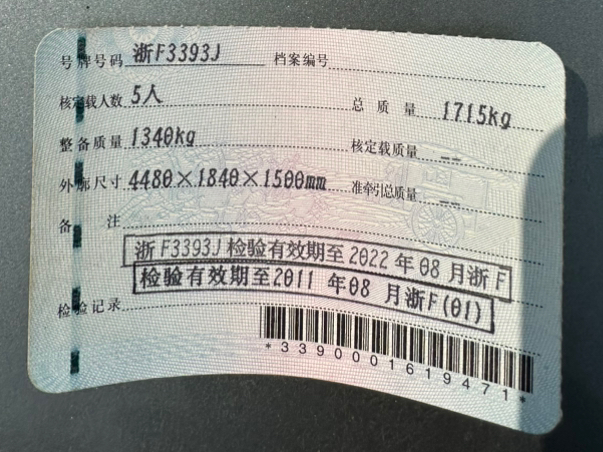 号牌号码 浙F3393J 档案编号
核定载人数 5人 总质量 1715kg
整备质量 1340kg 核定载质量 --
外廓尺寸 4480×1840×1500mm 准牵引总质量 --
备注
浙F3393J检验有效期至2022年08月浙F
检验有效期至2011年08月浙F(01)
检验记录
*3390001619471*